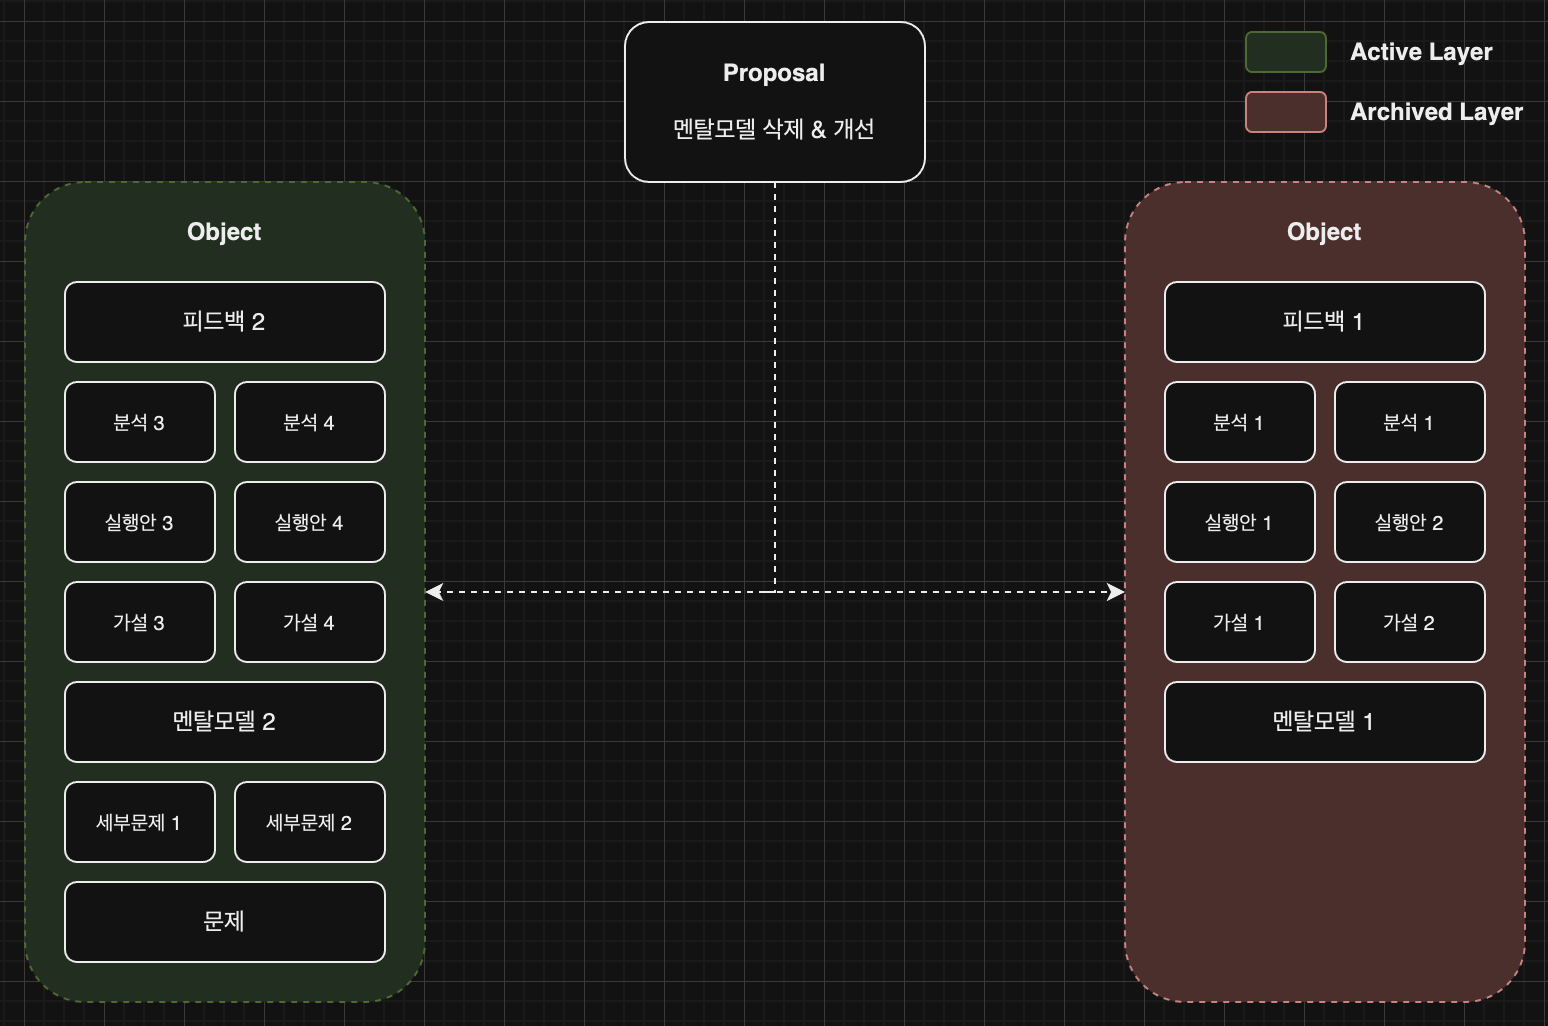 Proposal
멘탈모델 삭제 & 개선
Active Layer
Archived Layer
Object
피드백 2
분석 3
분석 4
실행안 3
실행안 4
가설 3
가설 4
멘탈모델 2
세부문제 1
세부문제 2
문제
Object
피드백 1
분석 1
분석 1
실행안 1
실행안 2
가설 1
가설 2
멘탈모델 1